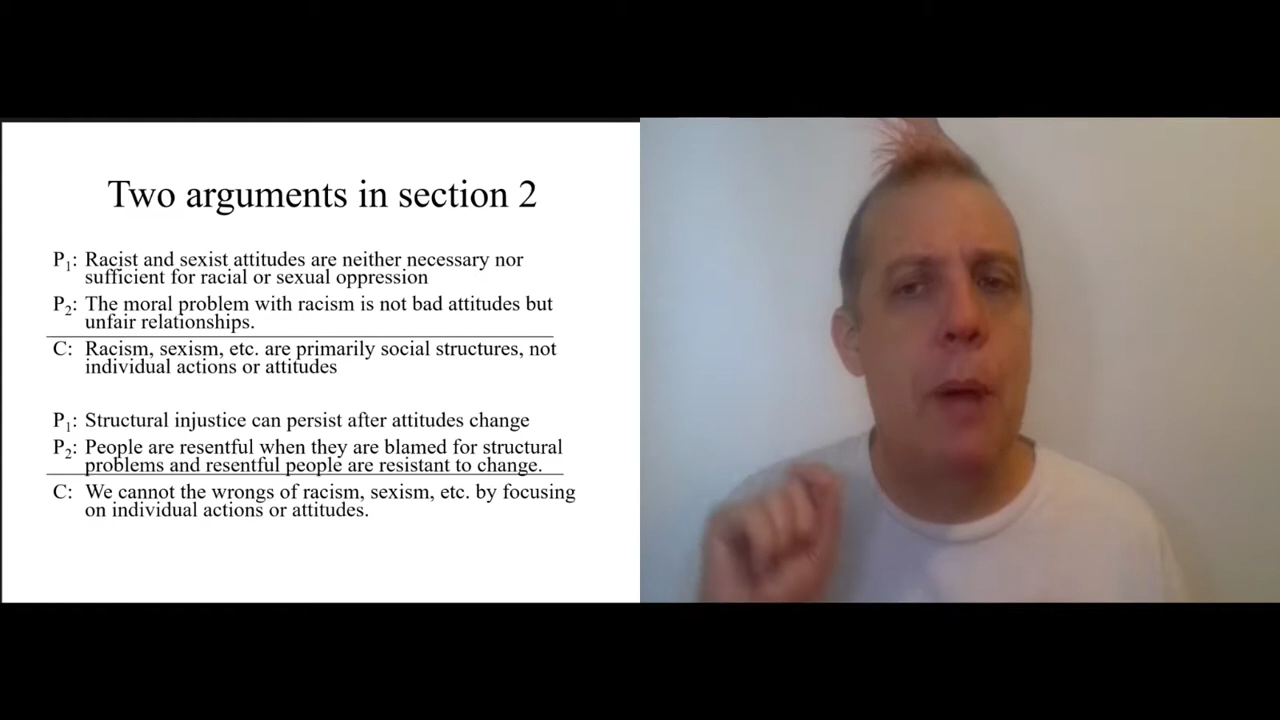 Two arguments in section 2
P1: Racist and sexist attitudes are neither necessary nor
sufficient for racial or sexual oppression
P2: The moral problem with racism is not bad attitudes but
unfair relationships.
C: Racism, sexism, etc. are primarily social structures, not
individual actions or attitudes
P1: Structural injustice can persist after attitudes change
P2: People are resentful when they are blamed for structural
problems and resentful people are resistant to change.
C: We cannot the wrongs of racism, sexism, etc. by focusing
on individual actions or attitudes.